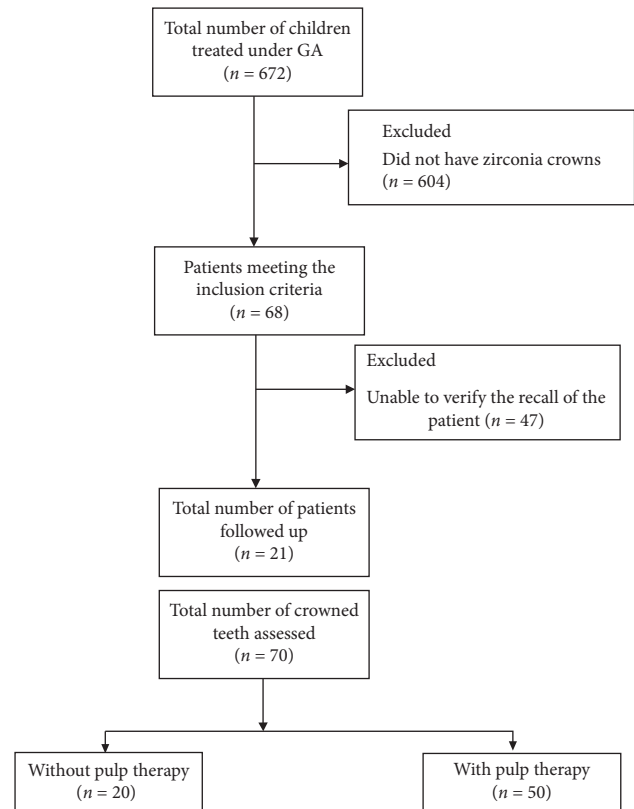 Total number of children
treated under GA
(n = 672)
Excluded
Did not have zirconia crowns
(n = 604)
Patients meeting the
inclusion criteria
(n = 68)
Excluded
Unable to verify the recall of the
patient (n = 47)
Total number of patients
followed up
(n = 21)
Total number of crowned
teeth assessed
(n = 70)
Without pulp therapy
(n = 20)
With pulp therapy
(n = 50)